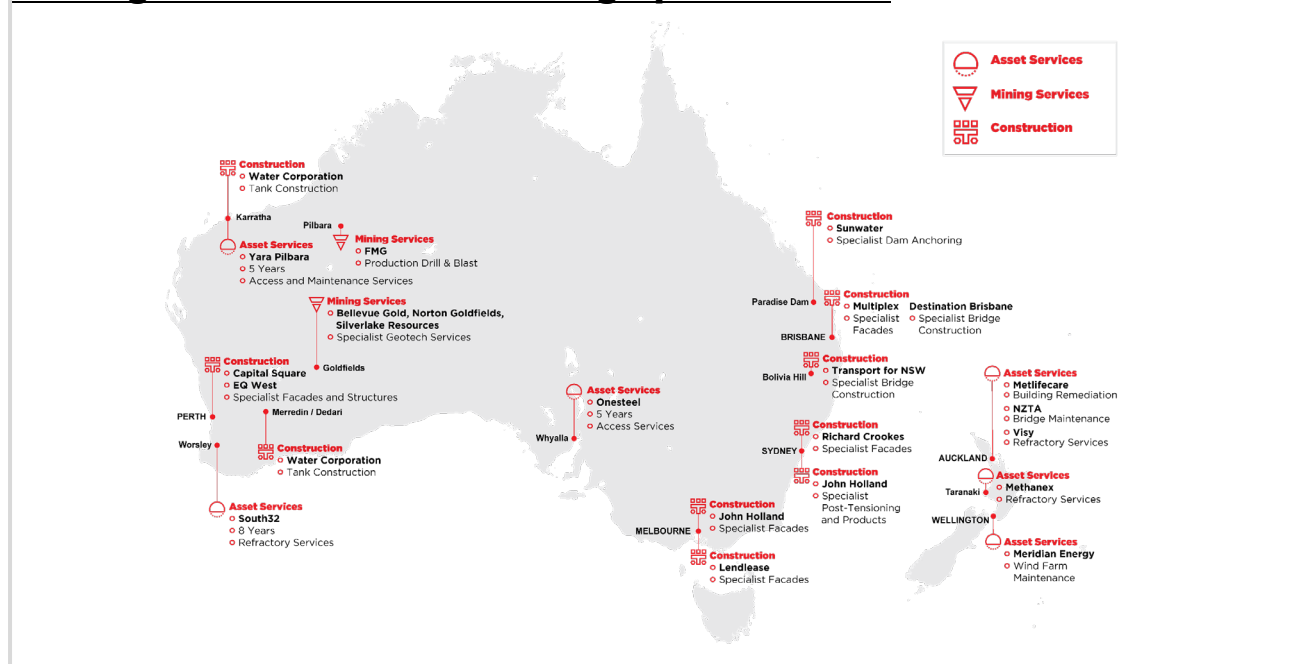 Asset Services
Mining Services
Construction
Construction
Water Corporation
Tank Construction
Karratha
Asset Services
Yara Pilbara
5 Years
Access and Maintenance Services
Pilbara
Mining Services
FMG
Production Drill & Blast
Mining Services
Bellevue Gold, Norton Goldfields,
Silverlake Resources
Specialist Geotech Services
Goldfields
Construction
Capital Square
EQ West
Specialist Facades and Structures
PERTH
Merredin / Dedari
Construction
Water Corporation
Tank Construction
Worsley
Asset Services
South32
8 Years
Refractory Services
Asset Services
Onesteel
5 Years
Access Services
Whyalla
Construction
Sunwater
Specialist Dam Anchoring
Paradise Dam
Construction
Multiplex Destination Brisbane
Specialist Specialist Bridge
Facades Construction
BRISBANE
Construction
Transport for NSW
Specialist Bridge
Construction
Bolivia Hill
Construction
Richard Crookes
Specialist Facades
SYDNEY
Construction
John Holland
Specialist
Post-Tensioning
and Products
Construction
John Holland
Specialist Facades
MELBOURNE
Construction
Lendlease
Specialist Facades
Asset Services
Metlifecare
Building Remediation
NZTA
Bridge Maintenance
Visy
Refractory Services
AUCKLAND
Asset Services
Methanex
Refractory Services
Taranaki
WELLINGTON
Asset Services
Meridian Energy
Wind Farm
Maintenance